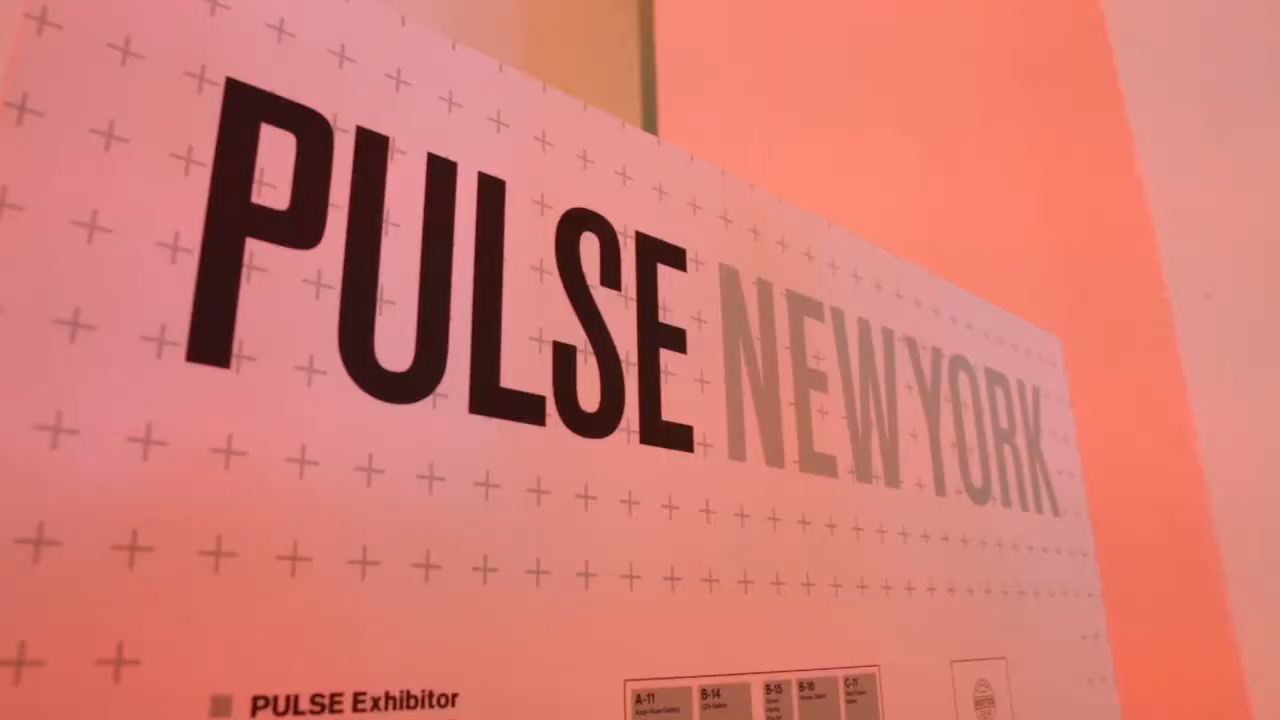 PULSE NEW YORK
PULSE Exhibitor
A-11
B-14
B-15
B-16
C-11